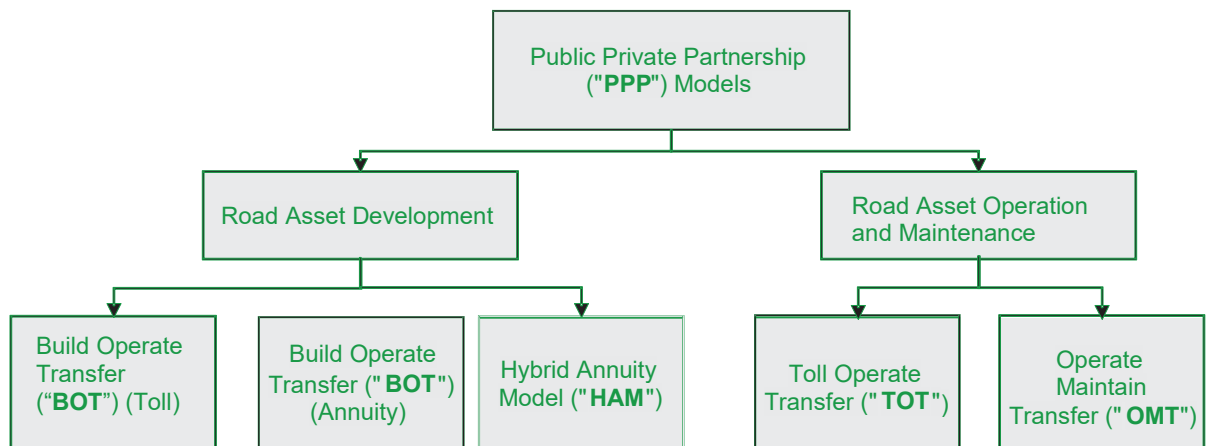 Public Private Partnership
("PPP") Models
Road Asset Development
Road Asset Operation
and Maintenance
Build Operate
Transfer
(“BOT”) (Toll)
Build Operate
Transfer ("BOT")
(Annuity)
Hybrid Annuity
Model ("HAM")
Toll Operate
Transfer ("TOT")
Operate
Maintain
Transfer ("OMT")